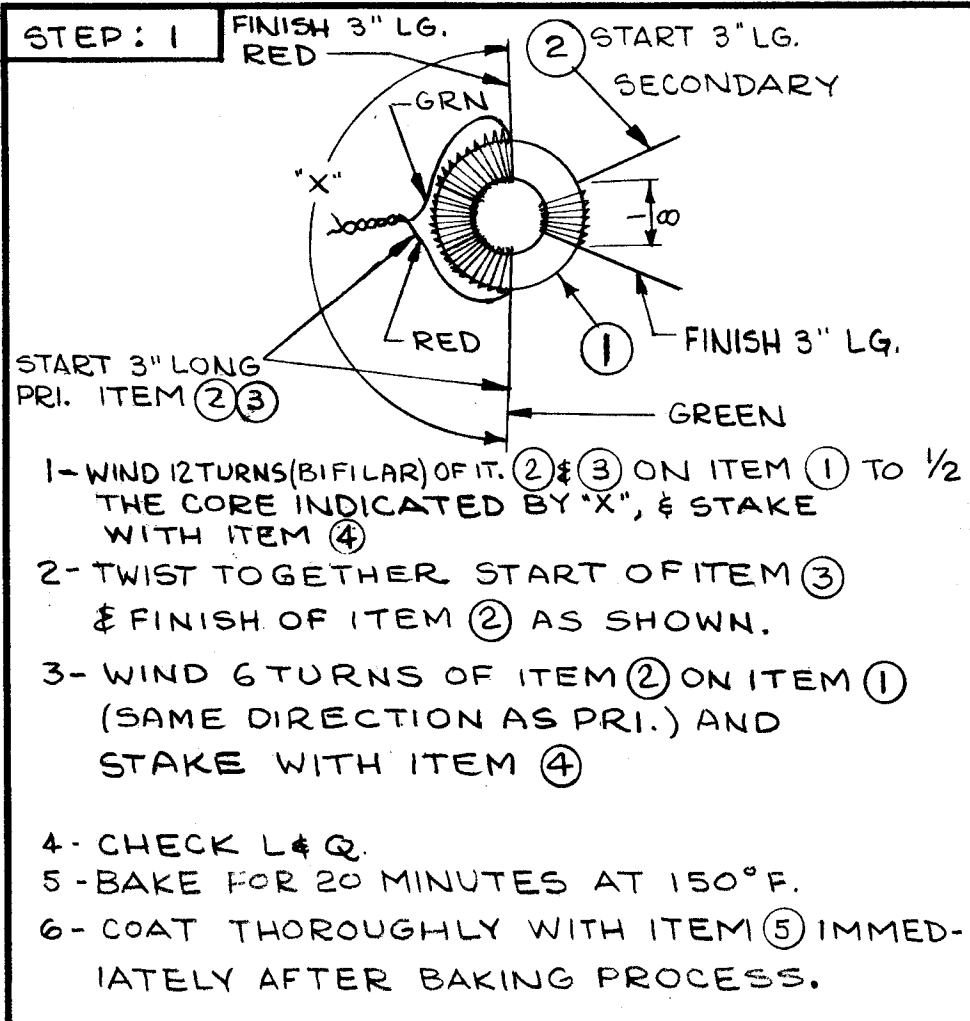 STEP: 1
FINISH 3" LG.
RED
2 START 3" LG.
SECONDARY
GRN
"X"
RED
1
FINISH 3" LG.
START 3" LONG
PRI. ITEM 2 3
GREEN
1- WIND 12 TURNS (BIFILAR) OF IT. 2 & 3 ON ITEM 1 TO 1/2
THE CORE INDICATED BY "X", & STAKE
WITH ITEM 4
2- TWIST TOGETHER START OF ITEM 3
& FINISH OF ITEM 2 AS SHOWN.
3- WIND 6 TURNS OF ITEM 2 ON ITEM 1
(SAME DIRECTION AS PRI.) AND
STAKE WITH ITEM 4
4- CHECK L & Q.
5- BAKE FOR 20 MINUTES AT 150° F.
6- COAT THOROUGHLY WITH ITEM 5 IMMED-
IATELY AFTER BAKING PROCESS.